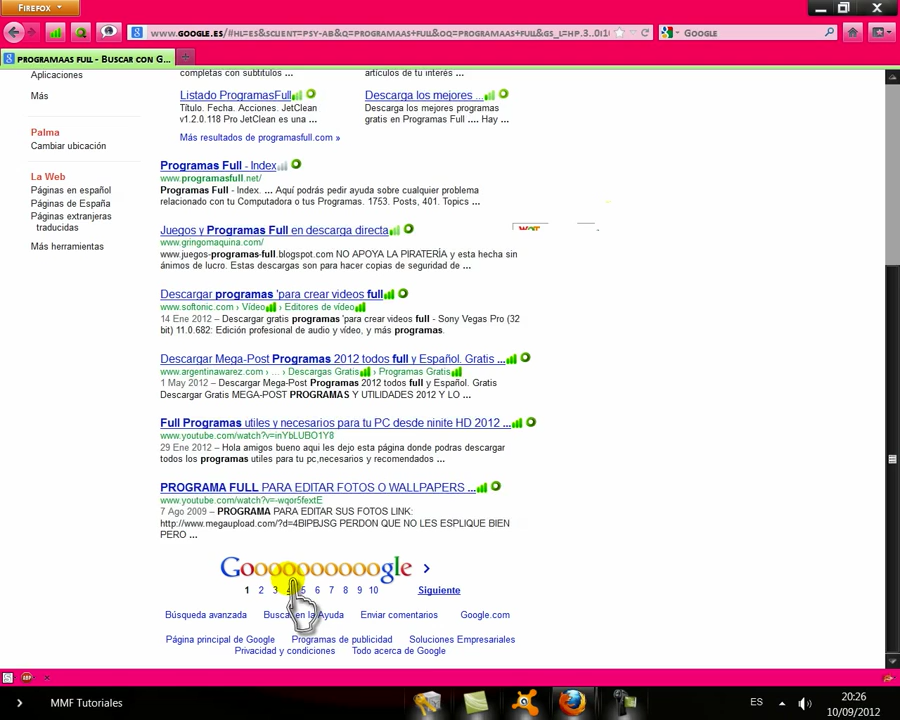 Firefox
www.google.es/#hl=es&sclient=psy-ab&q=programaas+full&oq=programaas+full&gs_l=hp.3..0i10
Google
programaas full - Buscar con G...
Aplicaciones
Más
Palma
Cambiar ubicación
La Web
Páginas en español
Páginas de España
Páginas extranjeras
traducidas
Más herramientas
completas con subtitulos ...
artículos de tu interés ...
Listado ProgramasFull
Descarga los mejores ...
Título. Fecha. Acciones. JetClean
Descarga los mejores programas
v1.2.0.118 Pro JetClean es una ...
gratis en Programas Full .... Hay ...
Más resultados de programasfull.com »
Programas Full - Index
www.programasfull.net/
Programas Full - Index. ... Aquí podrás pedir ayuda sobre cualquier problema
relacionado con tu Computadora o tus Programas. 1753. Posts, 401. Topics ...
Juegos y Programas Full en descarga directa
www.gringomaquina.com/
www.juegos-programas-full.blogspot.com NO APOYA LA PIRATERÍA y esta hecha sin
ánimos de lucro. Estas descargas son para hacer copias de seguridad de ...
Descargar programas 'para crear videos full
www.softonic.com › Vídeo › Editores de vídeo
14 Ene 2012 – Descargar gratis programas 'para crear videos full - Sony Vegas Pro (32
bit) 11.0.682: Edición profesional de audio y vídeo, y más programas.
Descargar Mega-Post Programas 2012 todos full y Español. Gratis ...
www.argentinawarez.com › ... › Descargas Gratis › Programas Gratis
1 May 2012 – Descargar Mega-Post Programas 2012 todos full y Español. Gratis
Descargar Gratis MEGA-POST PROGRAMAS Y UTILIDADES 2012 Y LO ...
Full Programas utiles y necesarios para tu PC desde ninite HD 2012 ...
www.youtube.com/watch?v=inYbLUBO1Y8
29 Ene 2012 – Hola amigos bueno aqui les dejo esta página donde podras descargar
todos los programas utiles para tu pc,necesarios y recomendados ...
PROGRAMA FULL PARA EDITAR FOTOS O WALLPAPERS ...
www.youtube.com/watch?v=-wqor5fextE
7 Ago 2009 – PROGRAMA PARA EDITAR SUS FOTOS LINK:
http://www.megaupload.com/?d=4BIPBJSG PERDON QUE NO LES ESPLIQUE BIEN
PERO ...
Goooooooooogle >
1 2 3 4 5 6 7 8 9 10 Siguiente
Búsqueda avanzada Buscar en la Ayuda Enviar comentarios Google.com
Página principal de Google Programas de publicidad Soluciones Empresariales
Privacidad y condiciones Todo acerca de Google
MMF Tutoriales
ES
20:26
10/09/2012